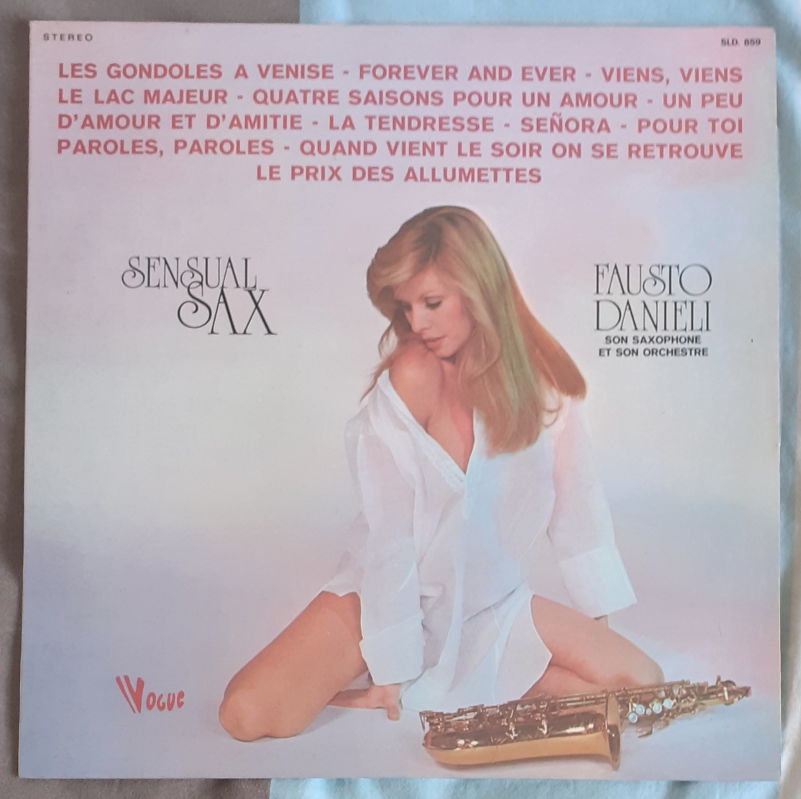 STEREO
SLD. 859
LES GONDOLES A VENISE - FOREVER AND EVER - VIENS, VIENS
LE LAC MAJEUR - QUATRE SAISONS POUR UN AMOUR - UN PEU
D'AMOUR ET D'AMITIE - LA TENDRESSE - SEÑORA - POUR TOI
PAROLES, PAROLES - QUAND VIENT LE SOIR ON SE RETROUVE
LE PRIX DES ALLUMETTES
SENSUAL
SAX
FAUSTO
DANIELI
SON SAXOPHONE
ET SON ORCHESTRE
VOGUE